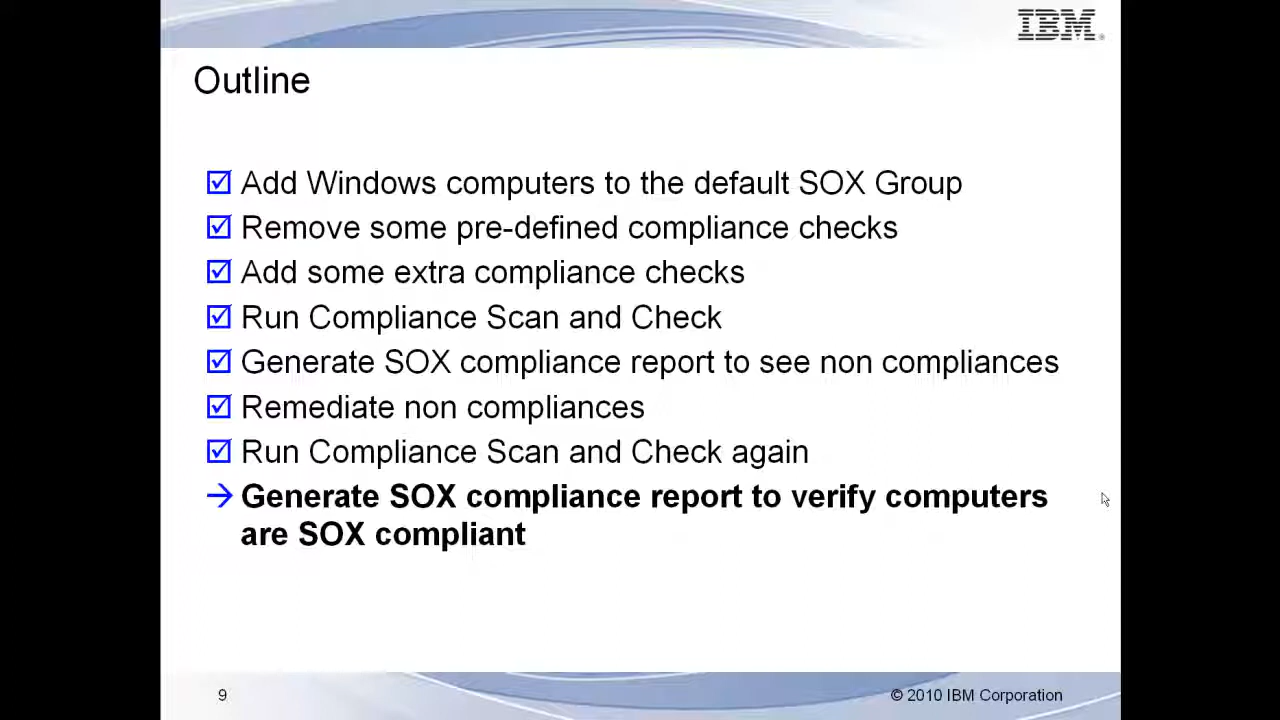 IBM
Outline
Add Windows computers to the default SOX Group
Remove some pre-defined compliance checks
Add some extra compliance checks
Run Compliance Scan and Check
Generate SOX compliance report to see non compliances
Remediate non compliances
Run Compliance Scan and Check again
Generate SOX compliance report to verify computers
are SOX compliant
9
© 2010 IBM Corporation